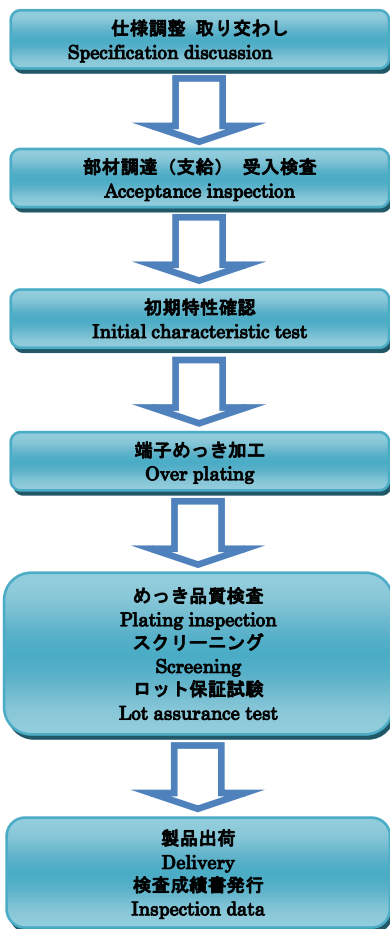 仕様調整 取り交わし
Specification discussion
部材調達（支給） 受入検査
Acceptance inspection
初期特性確認
Initial characteristic test
端子めっき加工
Over plating
めっき品質検査
Plating inspection
スクリーニング
Screening
ロット保証試験
Lot assurance test
製品出荷
Delivery
検査成績書発行
Inspection data